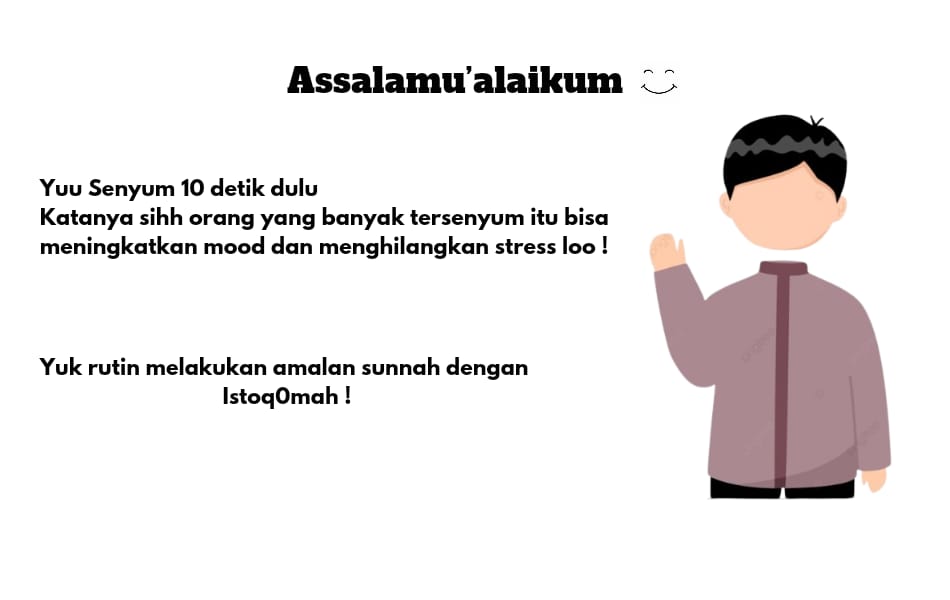 Assalamu’alaikum
Yuu Senyum 10 detik dulu
Katanya sihh orang yang banyak tersenyum itu bisa
meningkatkan mood dan menghilangkan stress loo !
Yuk rutin melakukan amalan sunnah dengan
Istoq0mah !